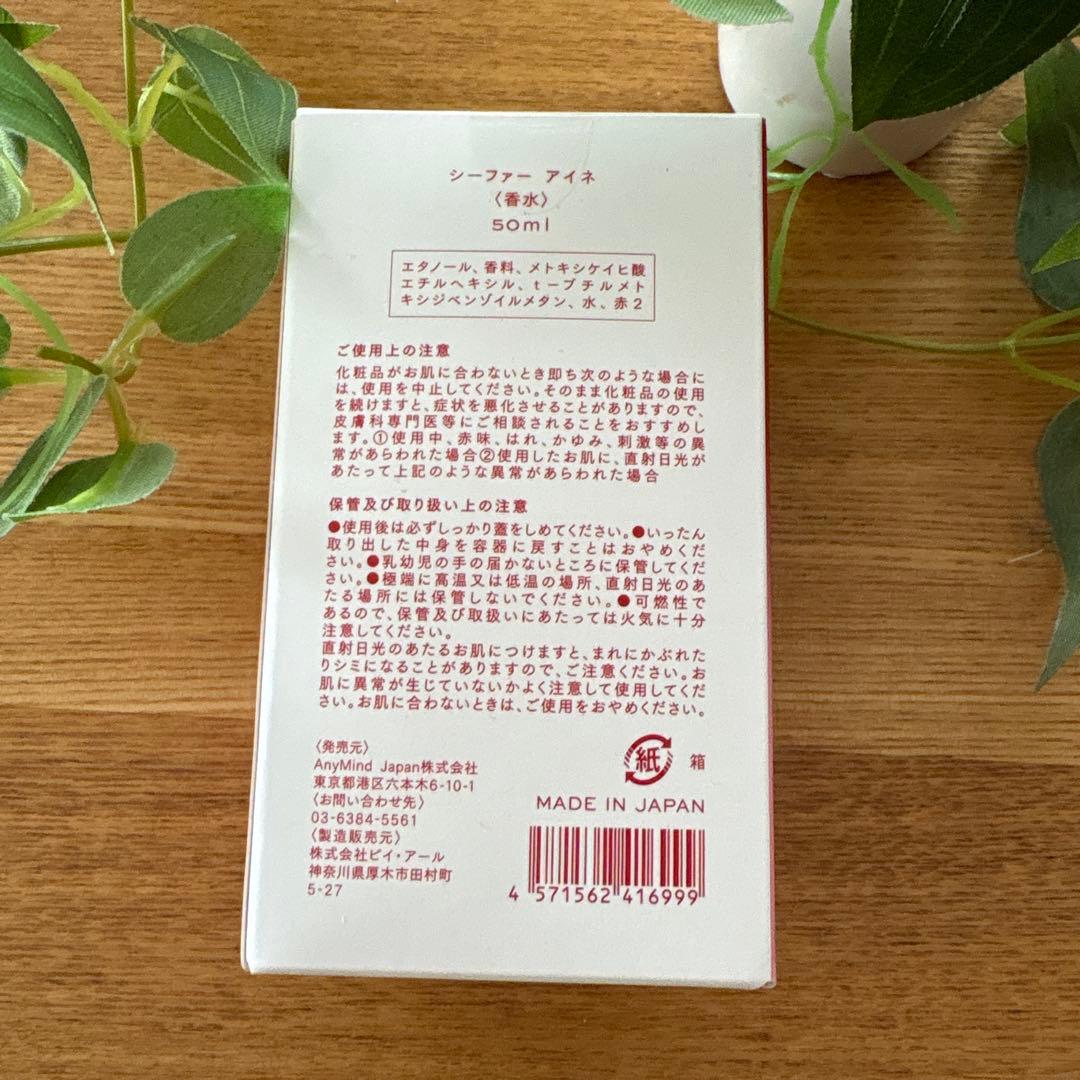 シーファー アイネ
〈香水〉
50ml
エタノール、香料、メトキシケイヒ酸
エチルヘキシル、t－ブチルメト
キシジベンゾイルメタン、水、赤２
ご使用上の注意
化粧品がお肌に合わないとき即ち次のような場合に
は、使用を中止してください。そのまま化粧品の使用
を続けますと、症状を悪化させることがありますので、
皮膚科専門医等にご相談されることをおすすめし
ます。①使用中、赤味、はれ、かゆみ、刺激等の異
常があらわれた場合②使用したお肌に、直射日光が
あたって上記のような異常があらわれた場合
保管及び取り扱い上の注意
●使用後は必ずしっかり蓋をしめてください。●いったん
取り出した中身を容器に戻すことはおやめくだ
さい。●乳幼児の手の届かないところに保管してくだ
さい。●極端に高温又は低温の場所、直射日光のあ
たる場所には保管しないでください。●可燃性で
あるので、保管及び取扱いにあたっては火気に十分
注意してください。
直射日光のあたるお肌につけますと、まれにかぶれた
りシミになることがありますので、ご注意ください。お
肌に異常が生じていないかよく注意して使用してくだ
さい。お肌に合わないときは、ご使用をおやめください。
〈発売元〉
AnyMind Japan株式会社
東京都港区六本木6-10-1
〈お問い合わせ先〉
03-6384-5561
〈製造販売元〉
株式会社ビイ・アール
神奈川県厚木市田村町
5-27
紙 箱
MADE IN JAPAN
4 571562 416999